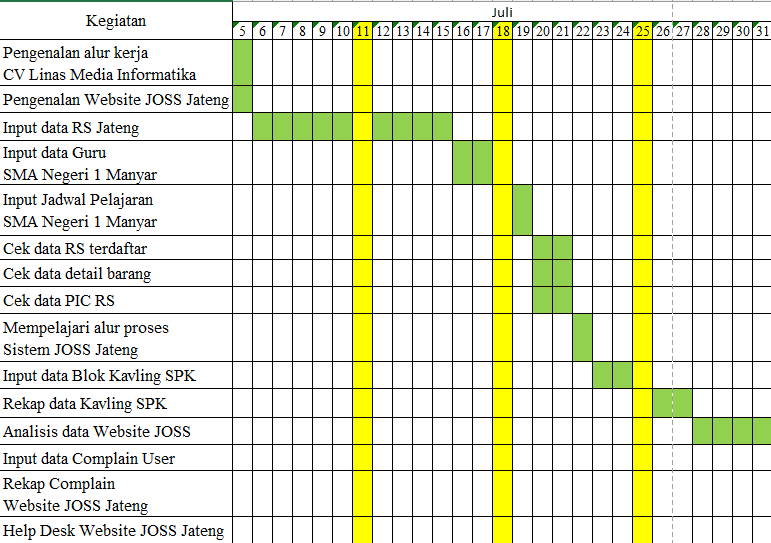 Kegiatan
Juli
5 6 7 8 9 10 11 12 13 14 15 16 17 18 19 20 21 22 23 24 25 26 27 28 29 30 31
Pengenalan alur kerja
CV Linas Media Informatika
Pengenalan Website JOSS Jateng
Input data RS Jateng
Input data Guru
SMA Negeri 1 Manyar
Input Jadwal Pelajaran
SMA Negeri 1 Manyar
Cek data RS terdaftar
Cek data detail barang
Cek data PIC RS
Mempelajari alur proses
Sistem JOSS Jateng
Input data Blok Kavling SPK
Rekap data Kavling SPK
Analisis data Website JOSS
Input data Complain User
Rekap Complain
Website JOSS Jateng
Help Desk Website JOSS Jateng